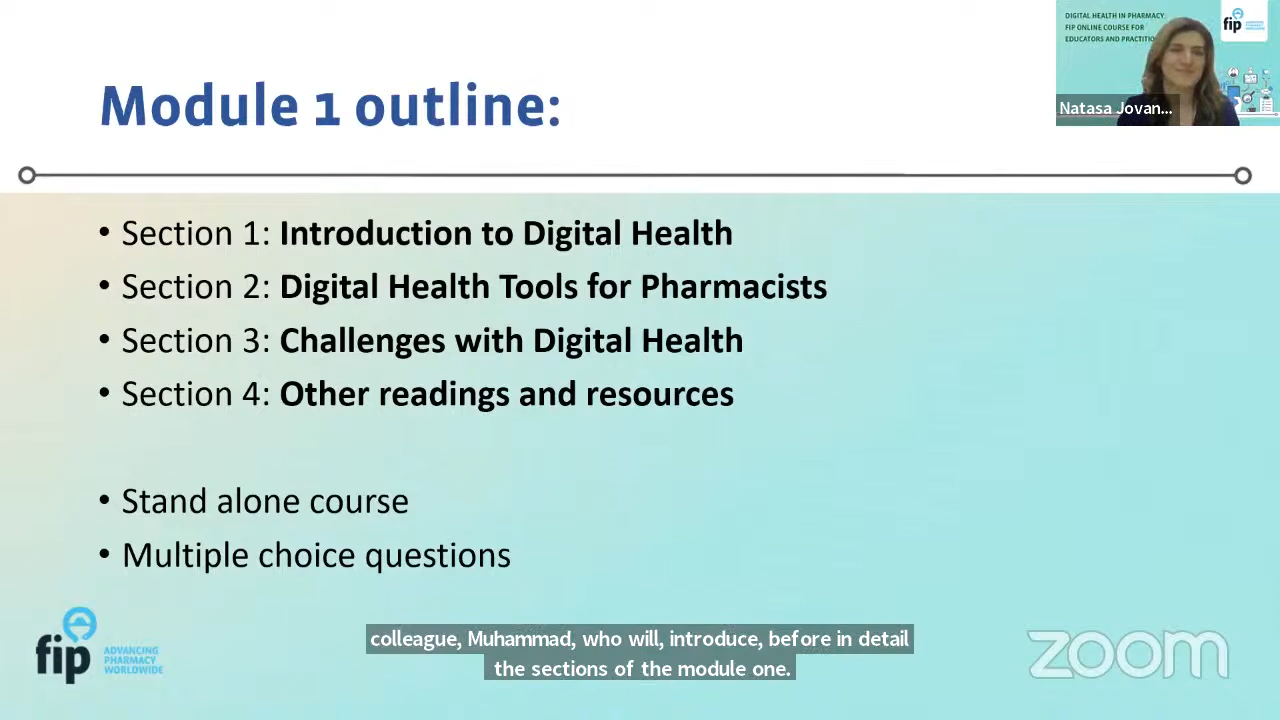 Module 1 outline:
DIGITAL HEALTH IN PHARMACY:
FIP ONLINE COURSE FOR
EDUCATORS AND
fip
Natasa Jovan...
• Section 1: Introduction to Digital Health
• Section 2: Digital Health Tools for Pharmacists
• Section 3: Challenges with Digital Health
• Section 4: Other readings and resources
• Stand alone course
• Multiple choice questions
fip
ADVANCING
PHARMACY
WORLDWIDE
colleague, Muhammad, who will, introduce, before in detail
the sections of the module one.
zoom